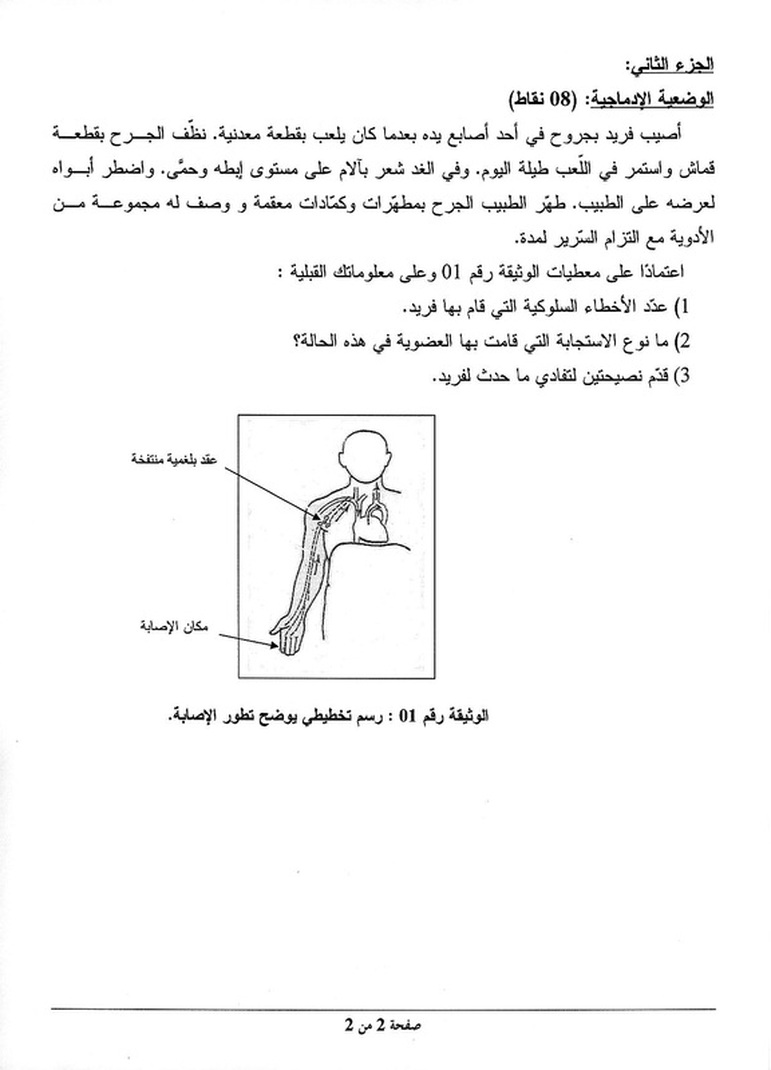 الجزء الثاني:
الوضعية الإدماجية: (08 نقاط)
أصيب فريد بجروح في أحد أصابع يده بعدما كان يلعب بقطعة معدنية. نظّف الجـــرح بقطعـــة
قماش واستمر في اللّعب طيلة اليوم. وفي الغد شعر بآلام على مستوى إبطه وحمَّى. واضطر أبـــواه
لعرضه على الطبيب. طهّر الطبيب الجرح بمطهّرات وكمّادات معقمة و وصف له مجموعـــة مـــن
الأدوية مع التزام السّرير لمدة.
اعتمادًا على معطيات الوثيقة رقم 01 وعلى معلوماتك القبلية :
1) عدّد الأخطاء السلوكية التي قام بها فريد.
2) ما نوع الاستجابة التي قامت بها العضوية في هذه الحالة؟
3) قدّم نصيحتين لتفادي ما حدث لفريد.
عقد بلغمية منتفخة
مكان الإصابة
الوثيقة رقم 01 : رسم تخطيطي يوضح تطور الإصابة.
صفحة 2 من 2